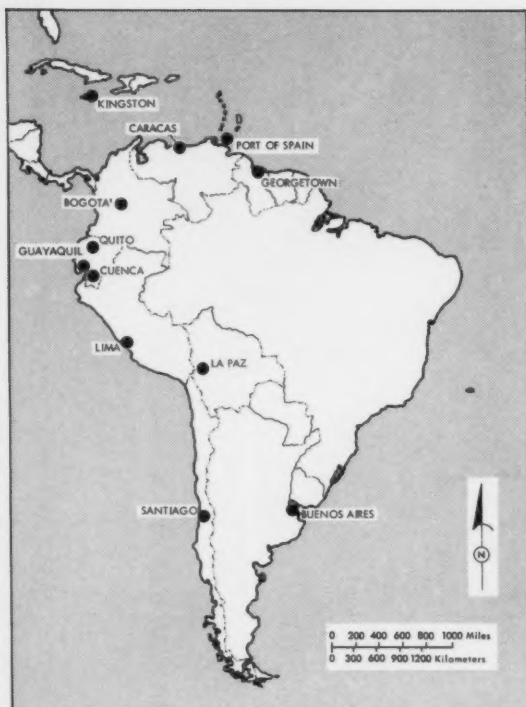 KINGSTON
CARACAS
PORT OF SPAIN
GEORGETOWN
BOGOTA'
QUITO
GUAYAQUIL
CUENCA
LIMA
LA PAZ
SANTIAGO
BUENOS AIRES
N
0 200 400 600 800 1000 Miles
0 300 600 900 1200 Kilometers